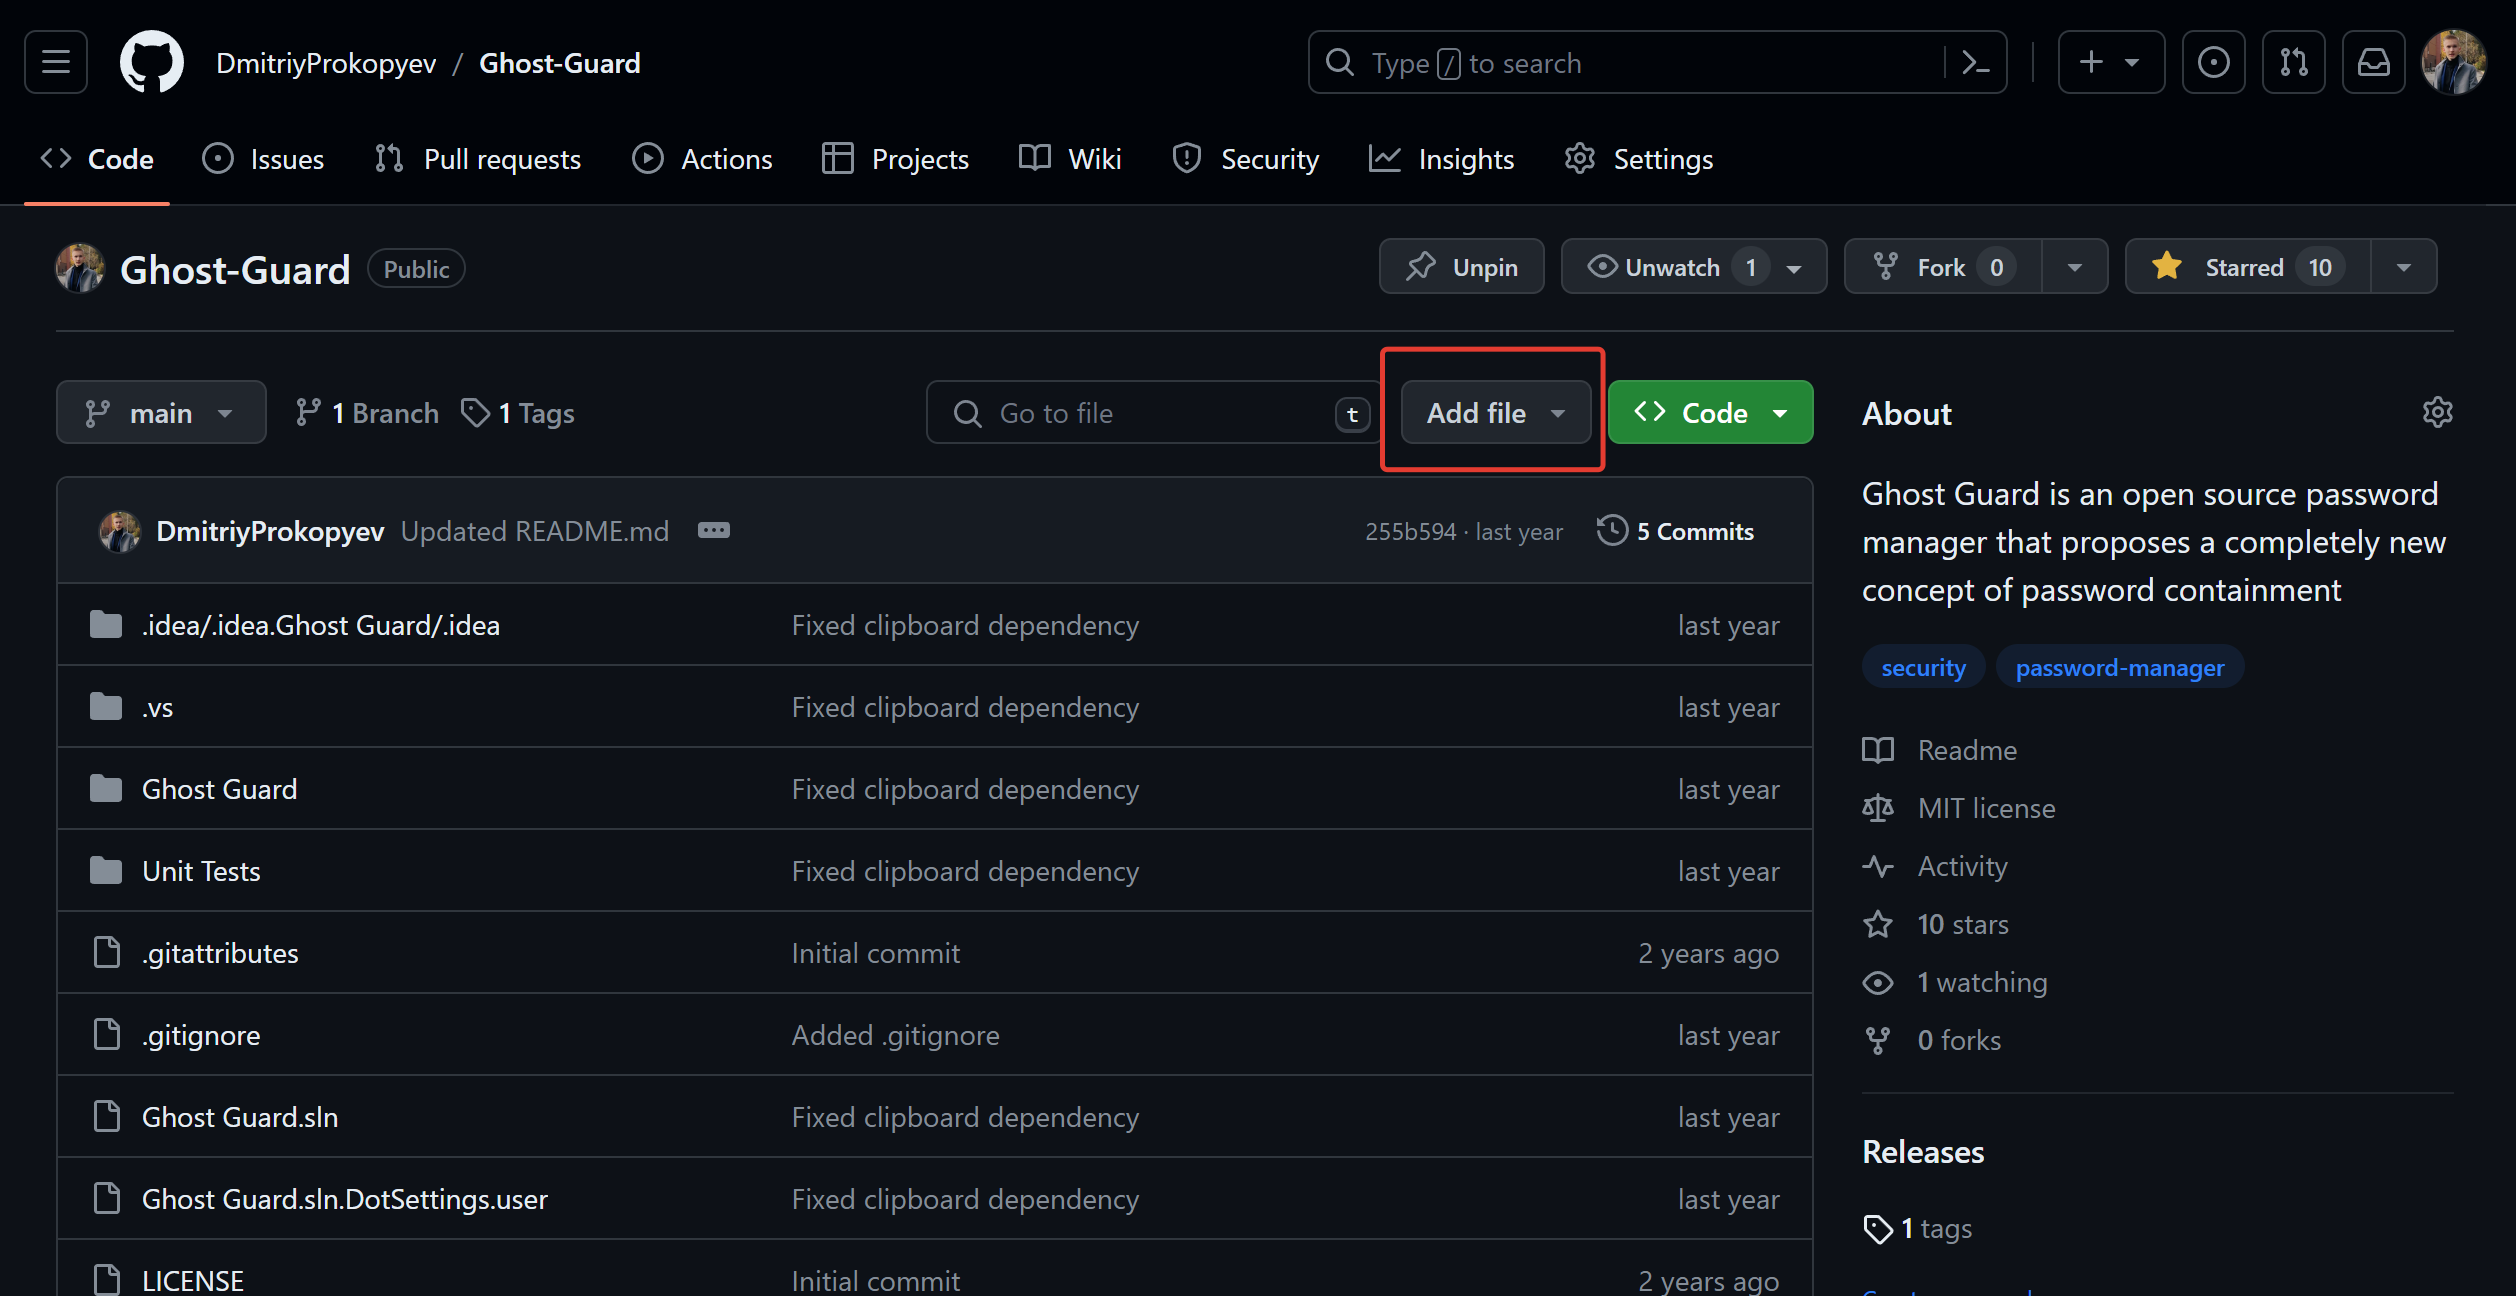 DmitriyProkopyev / Ghost-Guard
Type / to search
Code Issues Pull requests Actions Projects Wiki Security Insights Settings
Ghost-Guard Public
Unpin Unwatch 1 Fork 0 Starred 10
main 1 Branch 1 Tags
Go to file t
Add file
Code
DmitriyProkopyev Updated README.md 255b594 · last year 5 Commits
.idea/.idea.Ghost Guard/.idea Fixed clipboard dependency last year
.vs Fixed clipboard dependency last year
Ghost Guard Fixed clipboard dependency last year
Unit Tests Fixed clipboard dependency last year
.gitattributes Initial commit 2 years ago
.gitignore Added .gitignore last year
Ghost Guard.sln Fixed clipboard dependency last year
Ghost Guard.sln.DotSettings.user Fixed clipboard dependency last year
LICENSE Initial commit 2 years ago
About
Ghost Guard is an open source password
manager that proposes a completely new
concept of password containment
security password-manager
Readme
MIT license
Activity
10 stars
1 watching
0 forks
Releases
1 tags